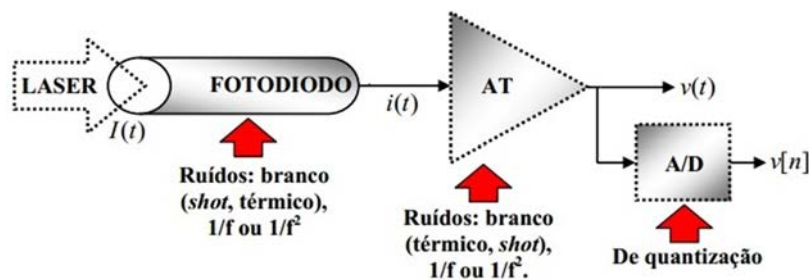 LASER
I(t)
FOTODIODO
i(t)
AT
v(t)
A/D
v[n]
Ruídos: branco
(shot, térmico),
1/f ou 1/f²
Ruídos: branco
(térmico, shot),
1/f ou 1/f².
De quantização